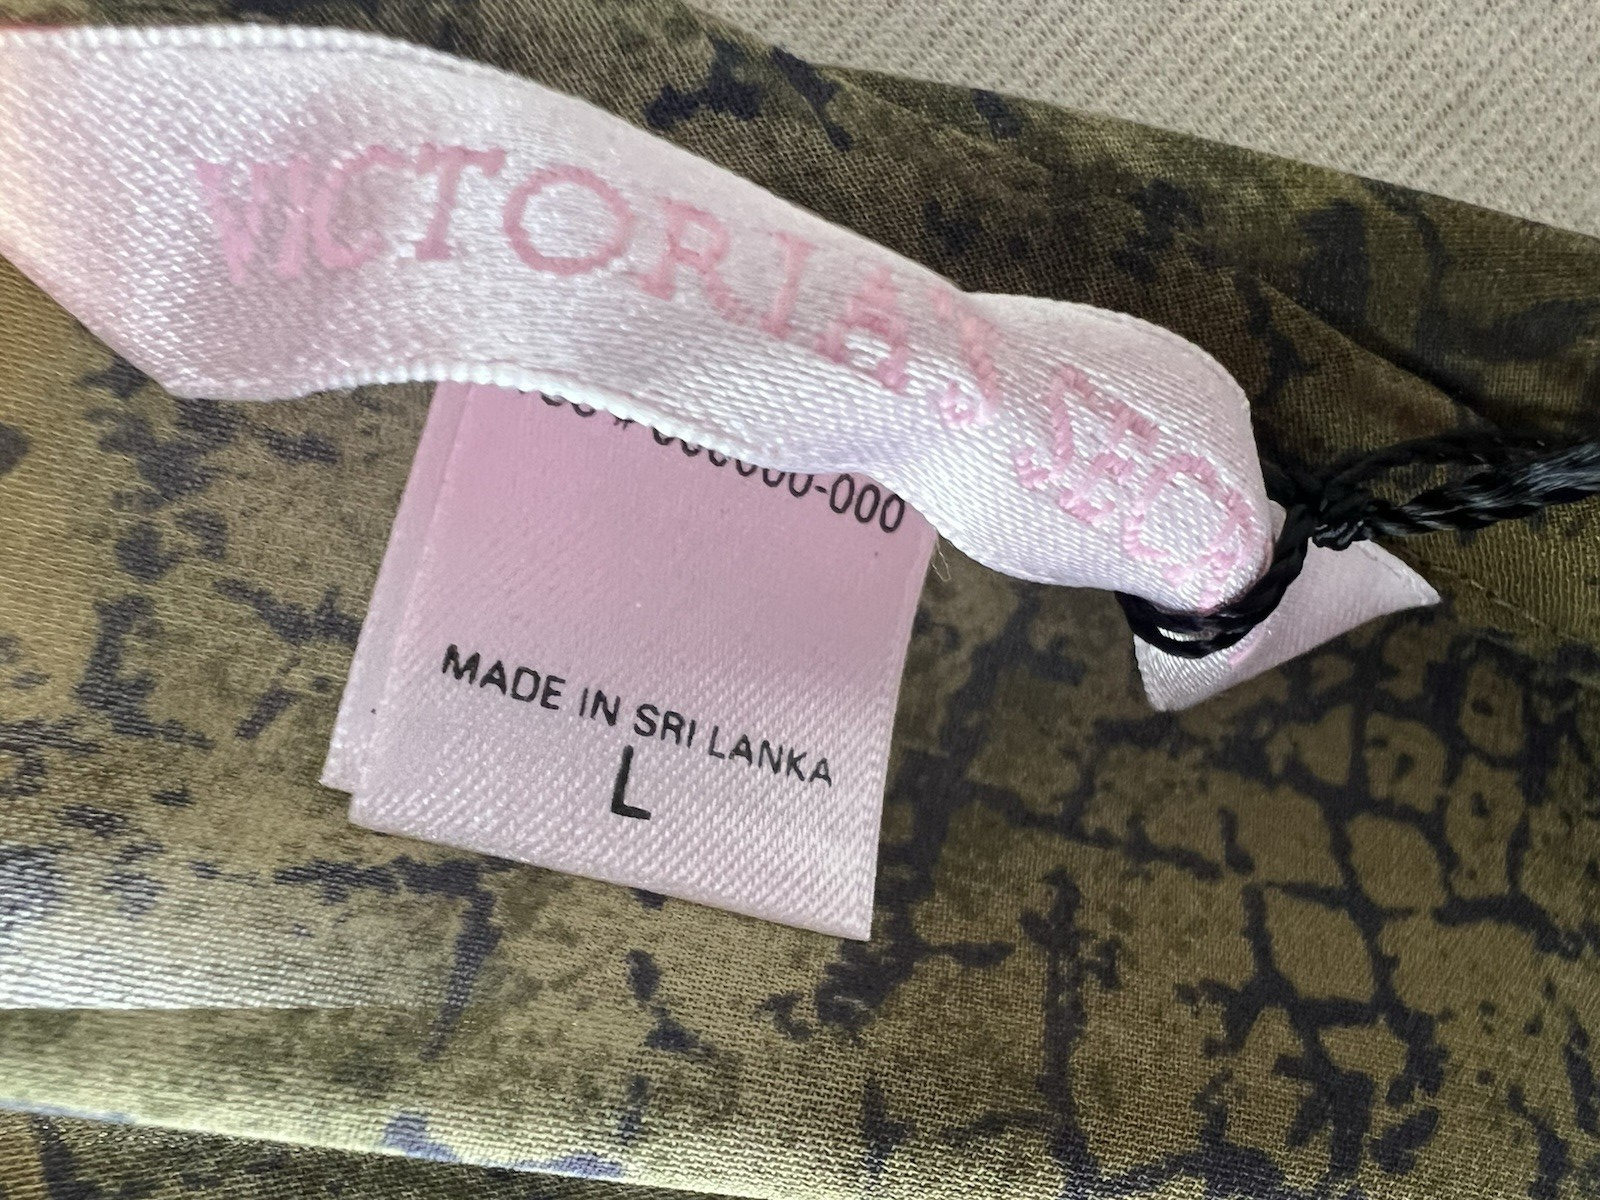 VICTORIA'S SEC
000000-000
MADE IN SRI LANKA
L